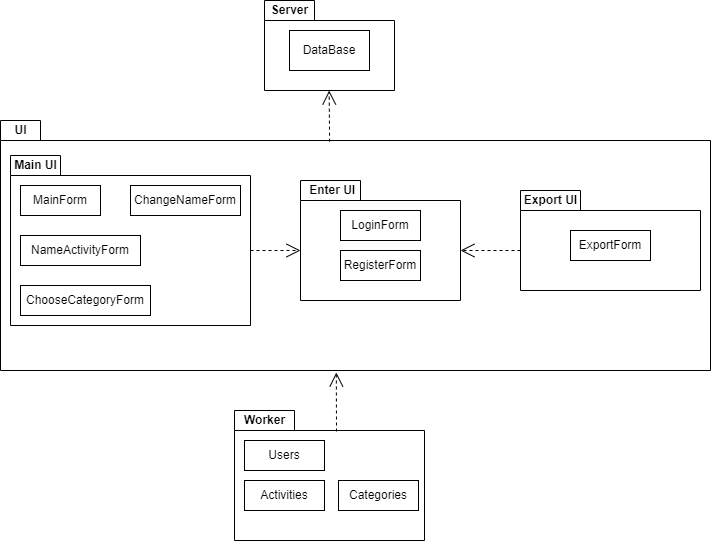 Server
DataBase
UI
Main UI
MainForm
ChangeNameForm
NameActivityForm
ChooseCategoryForm
Enter UI
LoginForm
RegisterForm
Export UI
ExportForm
Worker
Users
Activities
Categories